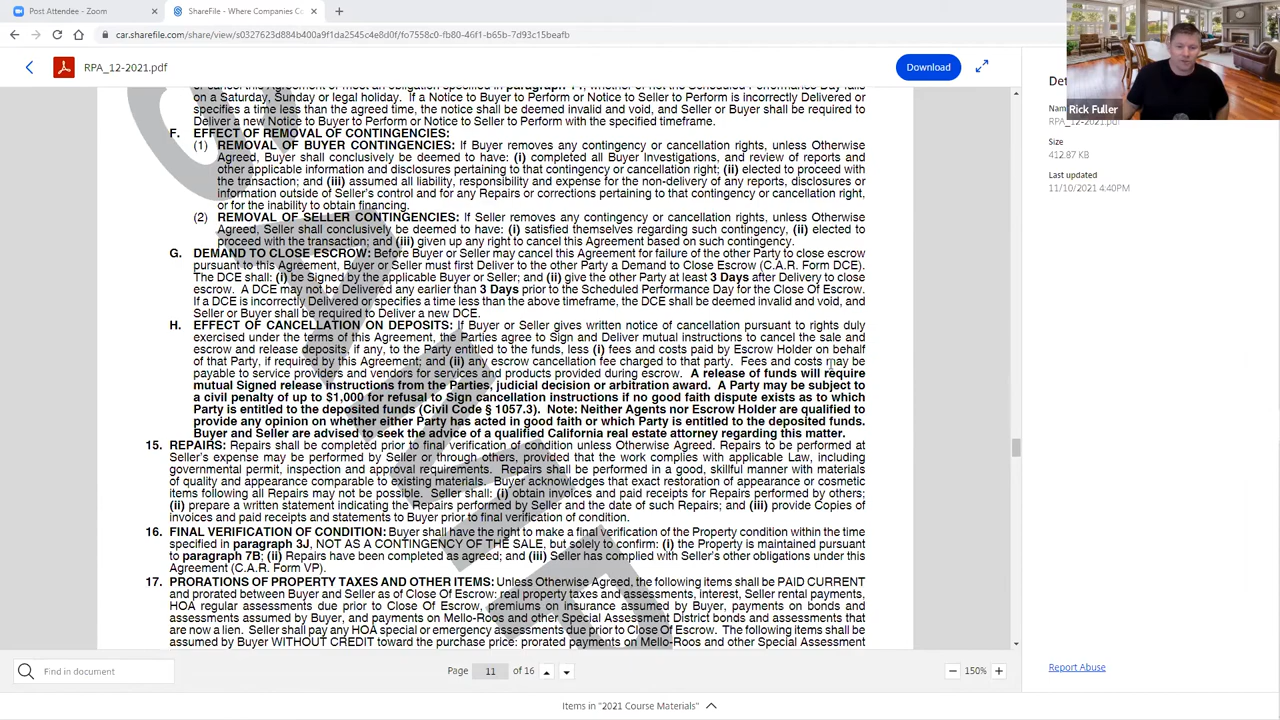 Post Attendee - Zoom
ShareFile - Where Companies Co
car.sharefile.com/share/view/s0327623d884b400a9f1da2545c4e8d0f/fo7558c0-fb80-46f1-b65b-7d93c15beafb
RPA_12-2021.pdf
Download
on a Saturday, Sunday or legal holiday. If a Notice to Buyer to Perform or Notice to Seller to Perform is incorrectly Delivered or
specifies a time less than the agreed time, the notice shall be deemed invalid and void, and Seller or Buyer shall be required to
Deliver a new Notice to Buyer to Perform or Notice to Seller to Perform with the specified timeframe.
F. EFFECT OF REMOVAL OF CONTINGENCIES:
(1) REMOVAL OF BUYER CONTINGENCIES: If Buyer removes any contingency or cancellation rights, unless Otherwise
Agreed, Buyer shall conclusively be deemed to have: (i) completed all Buyer Investigations, and review of reports and
other applicable information and disclosures pertaining to that contingency or cancellation right; (ii) elected to proceed with
the transaction; and (iii) assumed all liability, responsibility and expense for the non-delivery of any reports, disclosures or
information outside of Seller's control and for any Repairs or corrections pertaining to that contingency or cancellation right,
or for the inability to obtain financing.
(2) REMOVAL OF SELLER CONTINGENCIES: If Seller removes any contingency or cancellation rights, unless Otherwise
Agreed, Seller shall conclusively be deemed to have: (i) satisfied themselves regarding such contingency, (ii) elected to
proceed with the transaction; and (iii) given up any right to cancel this Agreement based on such contingency.
G. DEMAND TO CLOSE ESCROW: Before Buyer or Seller may cancel this Agreement for failure of the other Party to close escrow
pursuant to this Agreement, Buyer or Seller must first Deliver to the other Party a Demand to Close Escrow (C.A.R. Form DCE).
The DCE shall: (i) be Signed by the applicable Buyer or Seller; and (ii) give the other Party at least 3 Days after Delivery to close
escrow. A DCE may not be Delivered any earlier than 3 Days prior to the Scheduled Performance Day for the Close Of Escrow.
If a DCE is incorrectly Delivered or specifies a time less than the above timeframe, the DCE shall be deemed invalid and void, and
Seller or Buyer shall be required to Deliver a new DCE.
H. EFFECT OF CANCELLATION ON DEPOSITS: If Buyer or Seller gives written notice of cancellation pursuant to rights duly
exercised under the terms of this Agreement, the Parties agree to Sign and Deliver mutual instructions to cancel the sale and
escrow and release deposits, if any, to the Party entitled to the funds, less (i) fees and costs paid by Escrow Holder on behalf
of that Party, if required by this Agreement; and (ii) any escrow cancellation fee charged to that party. Fees and costs may be
payable to service providers and vendors for services and products provided during escrow. A release of funds will require
mutual Signed release instructions from the Parties, judicial decision or arbitration award. A Party may be subject to
a civil penalty of up to $1,000 for refusal to Sign cancellation instructions if no good faith dispute exists as to which
Party is entitled to the deposited funds (Civil Code § 1057.3). Note: Neither Agents nor Escrow Holder are qualified to
provide any opinion on whether either Party has acted in good faith or which Party is entitled to the deposited funds.
Buyer and Seller are advised to seek the advice of a qualified California real estate attorney regarding this matter.
15. REPAIRS: Repairs shall be completed prior to final verification of condition unless Otherwise Agreed. Repairs to be performed at
Seller's expense may be performed by Seller or through others, provided that the work complies with applicable Law, including
governmental permit, inspection and approval requirements. Repairs shall be performed in a good, skillful manner with materials
of quality and appearance comparable to existing materials. Buyer acknowledges that exact restoration of appearance or cosmetic
items following all Repairs may not be possible. Seller shall: (i) obtain invoices and paid receipts for Repairs performed by others;
(ii) prepare a written statement indicating the Repairs performed by Seller and the date of such Repairs; and (iii) provide Copies of
invoices and paid receipts and statements to Buyer prior to final verification of condition.
16. FINAL VERIFICATION OF CONDITION: Buyer shall have the right to make a final verification of the Property condition within the time
specified in paragraph 3J, NOT AS A CONTINGENCY OF THE SALE, but solely to confirm: (i) the Property is maintained pursuant
to paragraph 7B; (ii) Repairs have been completed as agreed; and (iii) Seller has complied with Seller's other obligations under this
Agreement (C.A.R. Form VP).
17. PRORATIONS OF PROPERTY TAXES AND OTHER ITEMS: Unless Otherwise Agreed, the following items shall be PAID CURRENT
and prorated between Buyer and Seller as of Close Of Escrow: real property taxes and assessments, interest, Seller rental payments,
HOA regular assessments due prior to Close Of Escrow, premiums on insurance assumed by Buyer, payments on bonds and
assessments assumed by Buyer, and payments on Mello-Roos and other Special Assessment District bonds and assessments that
are now a lien. Seller shall pay any HOA special or emergency assessments due prior to Close Of Escrow. The following items shall be
assumed by Buyer WITHOUT CREDIT toward the purchase price: prorated payments on Mello-Roos and other Special Assessment
Rick Fuller
Det
Nam
RPA_12-2021.pdf
Size
412.87 KB
Last updated
11/10/2021 4:40PM
Find in document
Page 11 of 16
150%
Report Abuse
Items in "2021 Course Materials"